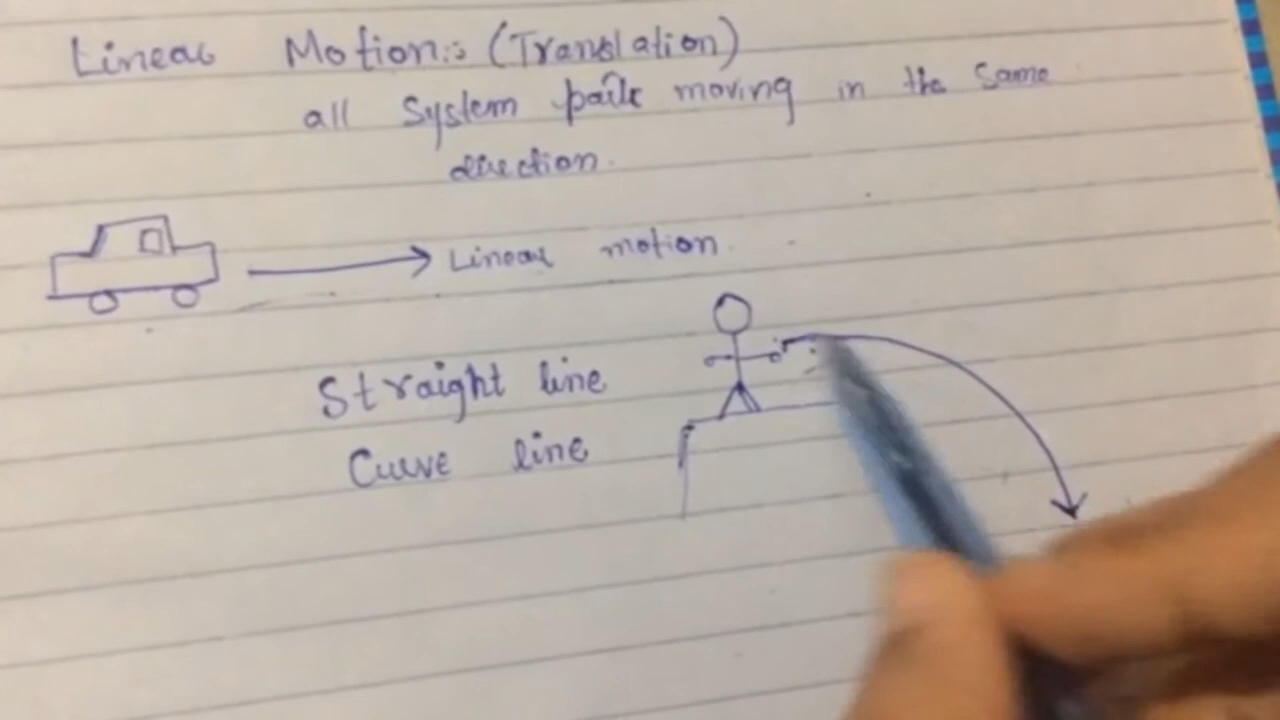 Linear Motion:: (Translation)
all system parts moving in the same
direction.
Linear motion
Straight line
Curve line